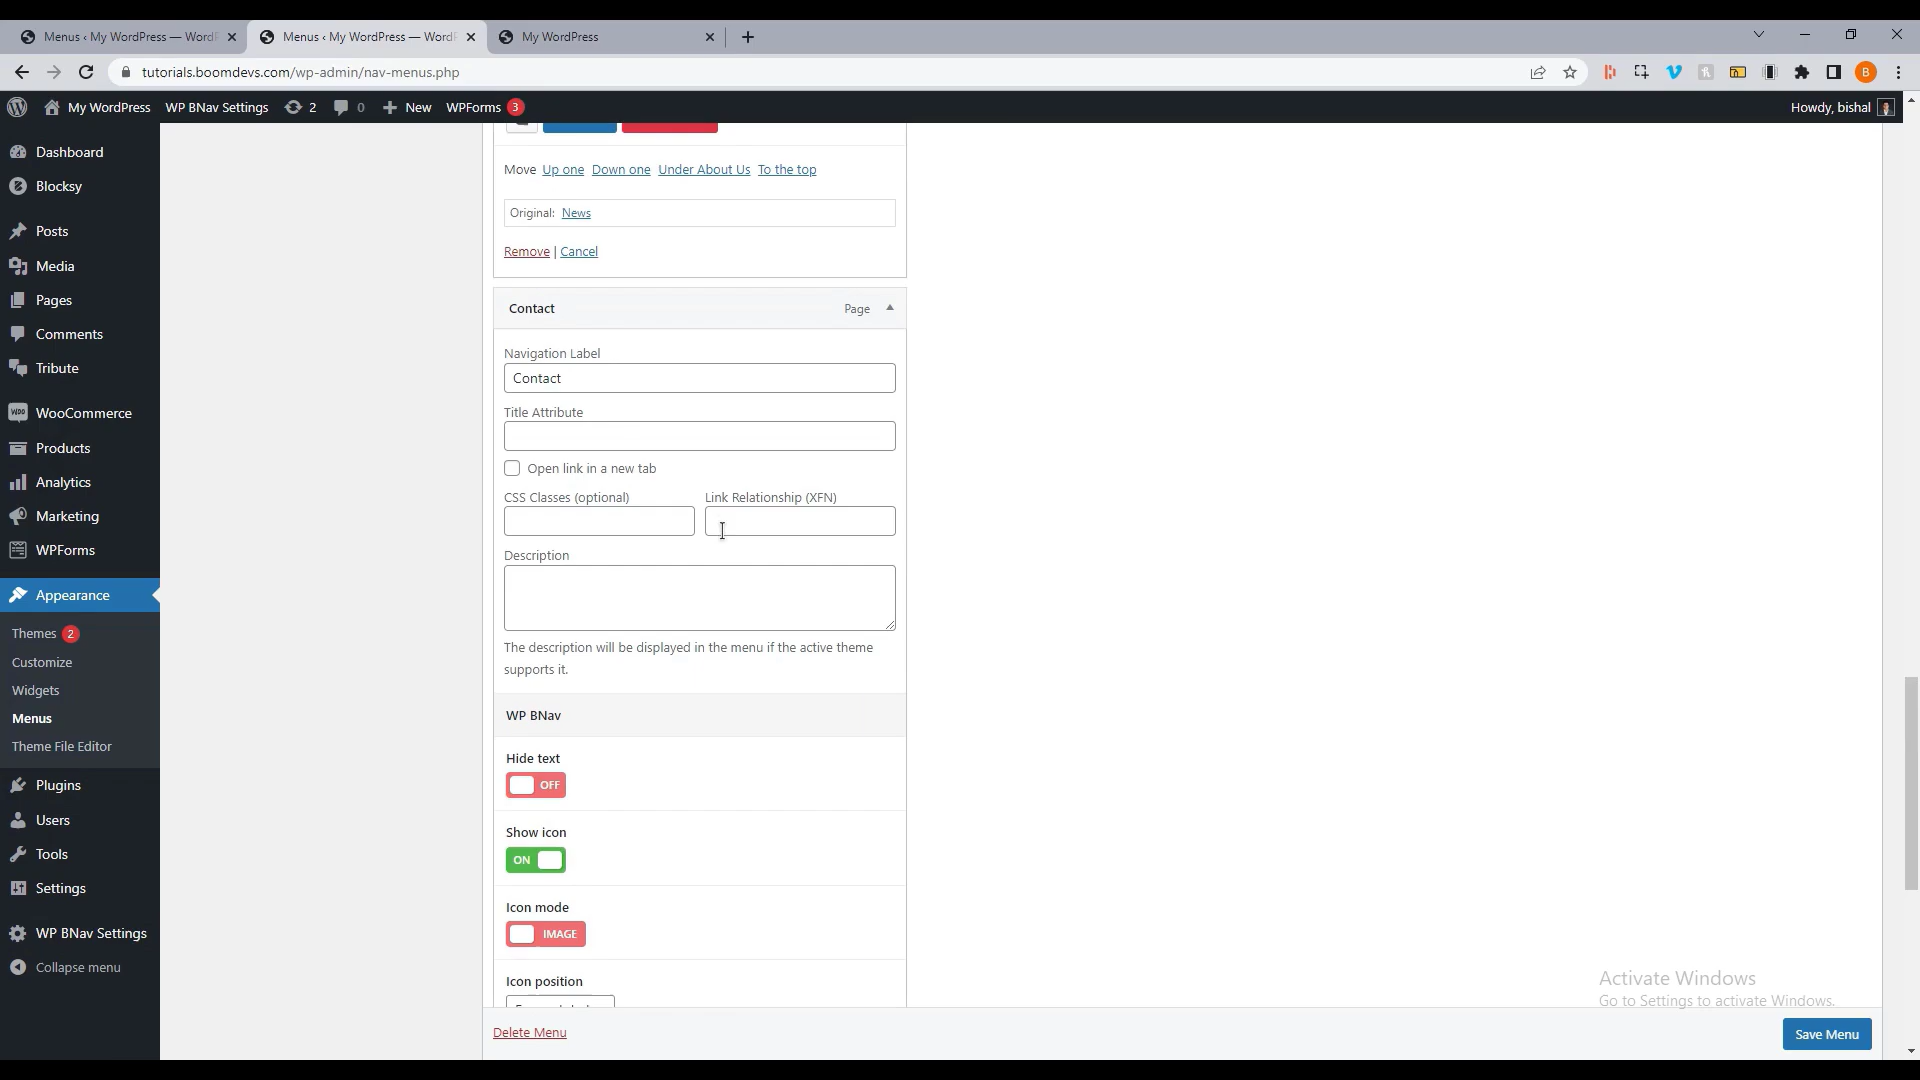 Menus ‹ My WordPress — WordP
Menus ‹ My WordPress — WordP
My WordPress
tutorials.boomdevs.com/wp-admin/nav-menus.php
B
My WordPress
WP BNav Settings
2
0
New
WPForms
3
Howdy, bishal
Dashboard
Blocksy
Posts
Media
Pages
Comments
Tribute
WooCommerce
Products
Analytics
Marketing
WPForms
Appearance
Themes 2
Customize
Widgets
Menus
Theme File Editor
Plugins
Users
Tools
Settings
WP BNav Settings
Collapse menu
Move Up one Down one Under About Us To the top
Original: News
Remove | Cancel
Contact Page
Navigation Label
Contact
Title Attribute
Open link in a new tab
CSS Classes (optional) Link Relationship (XFN)
Description
The description will be displayed in the menu if the active theme
supports it.
WP BNav
Hide text
OFF
Show icon
ON
Icon mode
IMAGE
Icon position
Delete Menu
Activate Windows
Go to Settings to activate Windows.
Save Menu